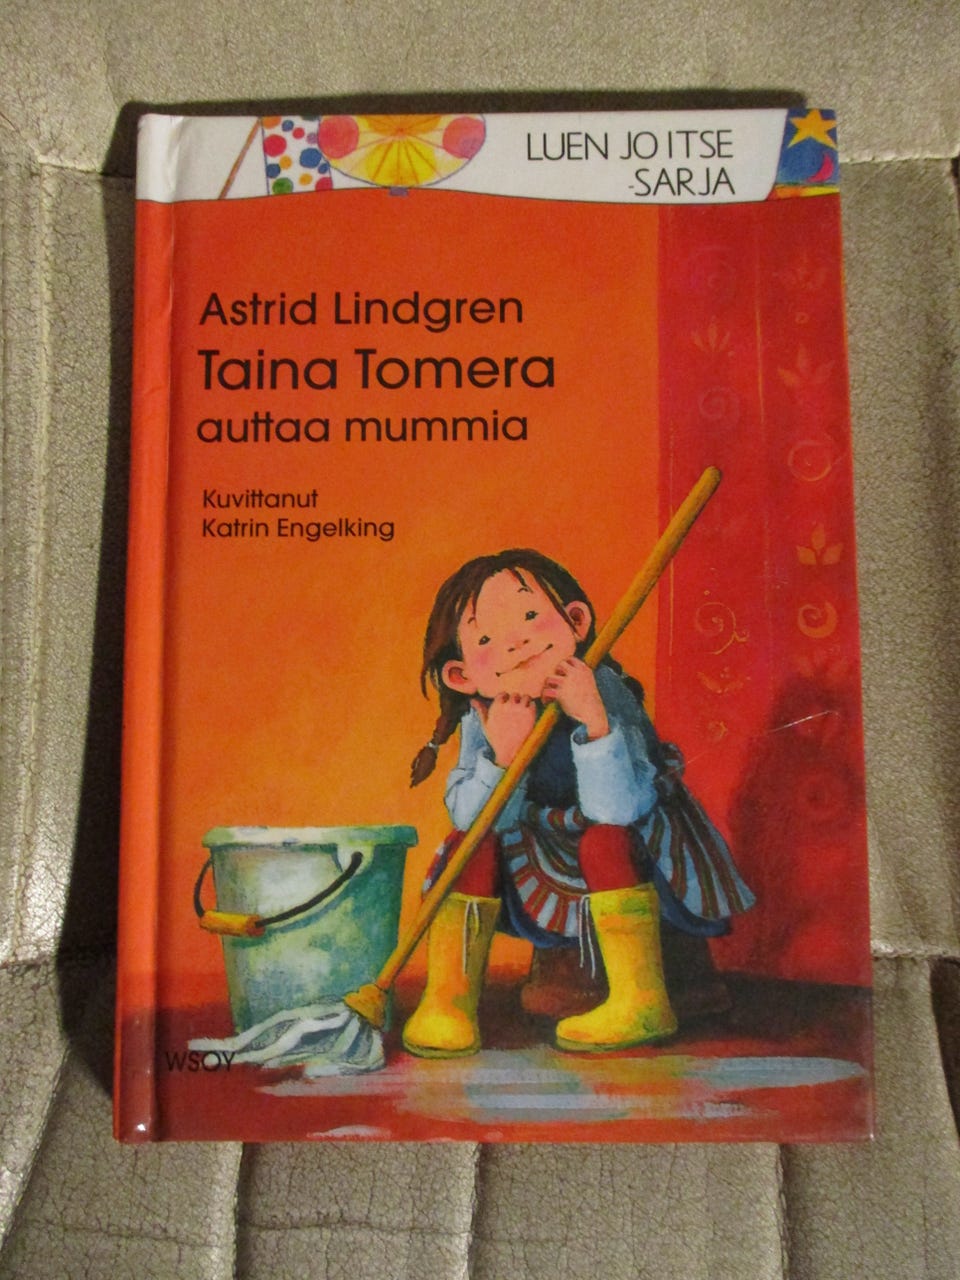 LUEN JO ITSE
-SARJA
Astrid Lindgren
Taina Tomera
auttaa mummia
Kuvittanut
Katrin Engelking
WSOY